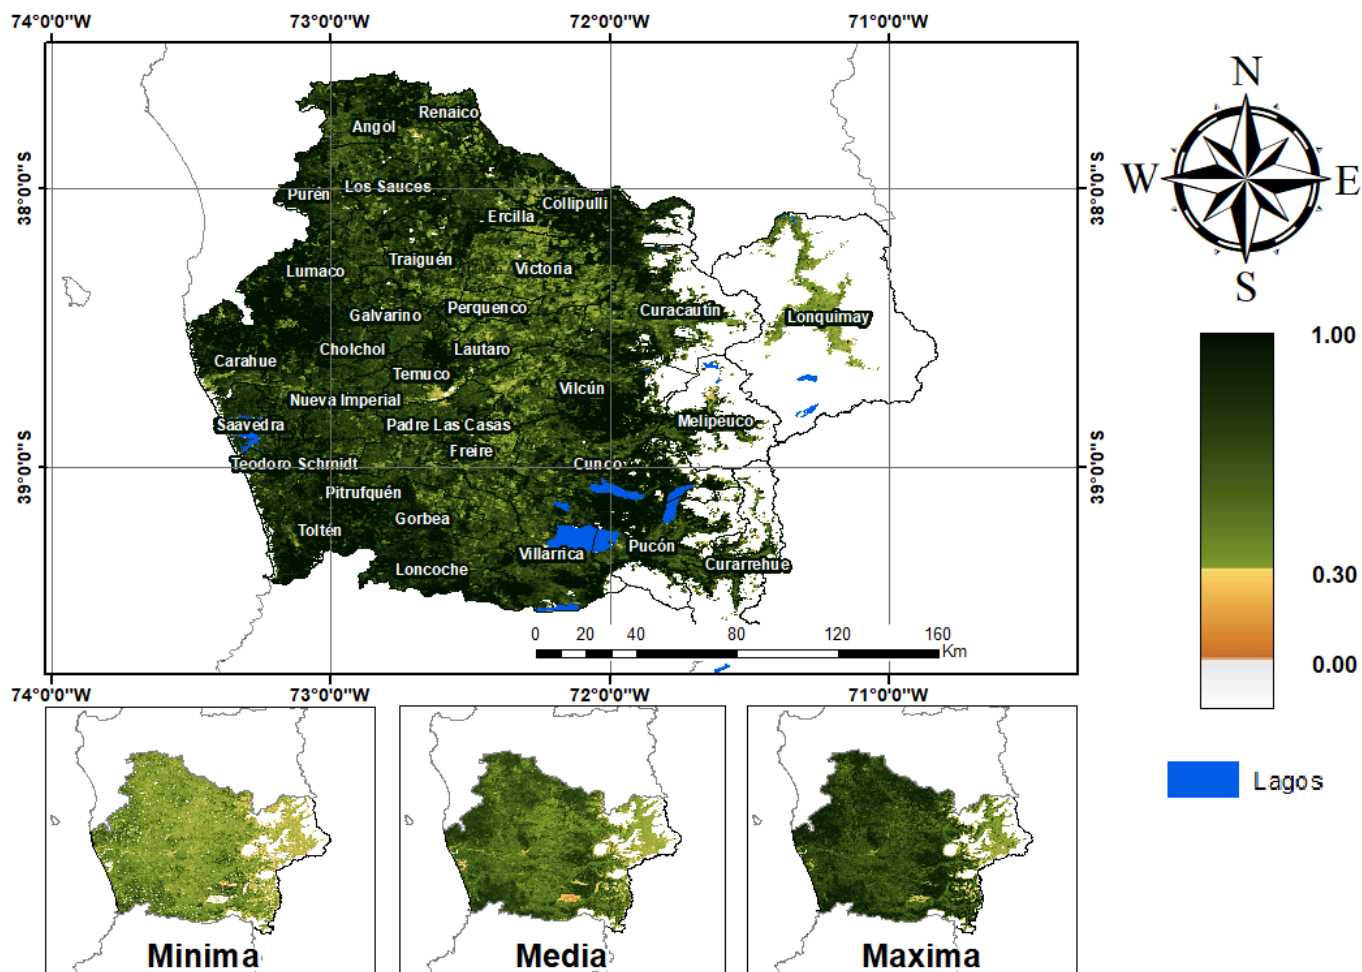 74°0'0"W 73°0'0"W 72°0'0"W 71°0'0"W
N
W E
S
38°0'0"S 38°0'0"S
39°0'0"S 39°0'0"S
Renaico
Angol
Los Sauces
Purén
Collipulli
Ercilla
Traiguén
Victoria
Lumaco
Perquenco
Curacautín
Lonquimay
Galvarino
Cholchol
Lautaro
Carahue
Temuco
Vilcún
Nueva Imperial
Saavedra
Padre Las Casas
Melipeuco
Freire
Teodoro Schmidt
Cunco
Pitrufquén
Gorbea
Toltén
Villarrica
Pucón
Loncoche
Curarrehue
0 20 40 80 120 160
Km
74°0'0"W 73°0'0"W 72°0'0"W 71°0'0"W
1.00
0.30
0.00
Lagos
Minima
Media
Maxima